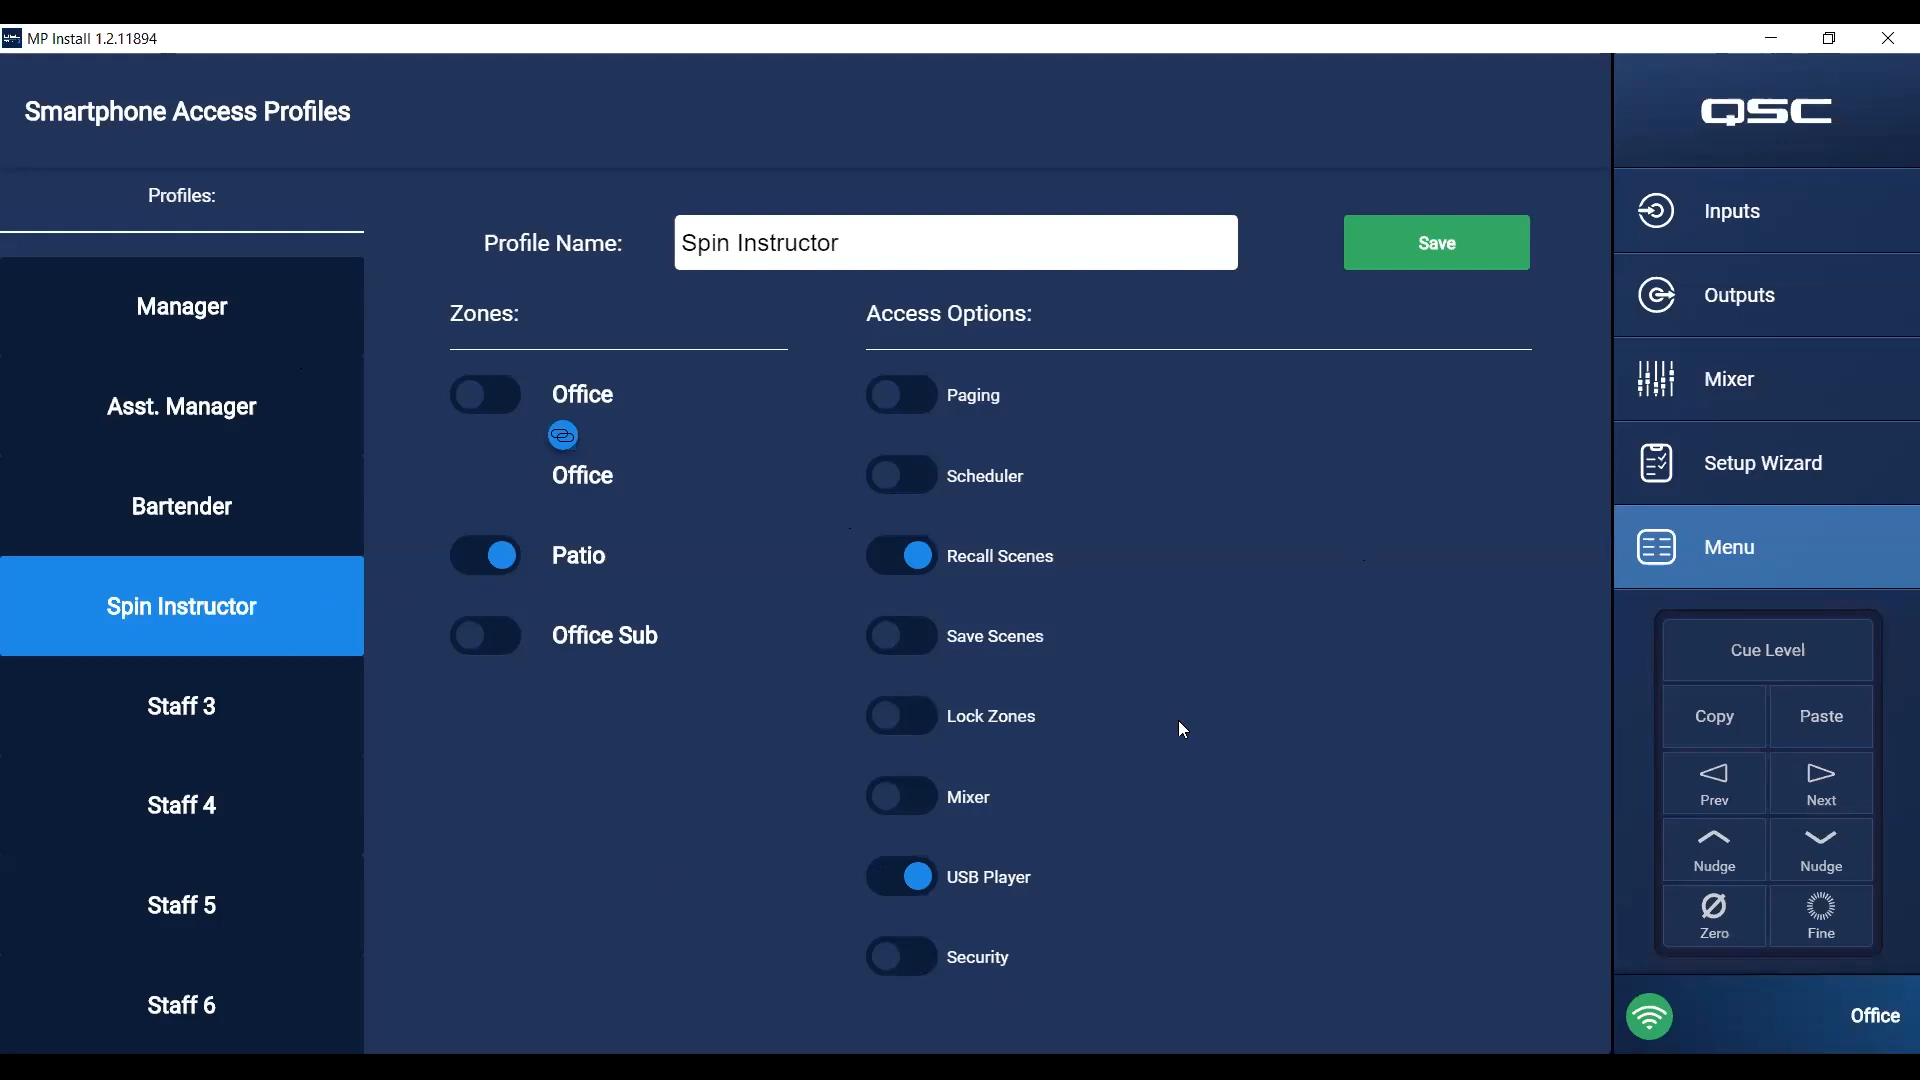 MP Install 1.2.11894
Smartphone Access Profiles
Profiles:
Manager
Asst. Manager
Bartender
Spin Instructor
Staff 3
Staff 4
Staff 5
Staff 6
Profile Name:
Spin Instructor
Save
Zones:
Office
Office
Patio
Office Sub
Access Options:
Paging
Scheduler
Recall Scenes
Save Scenes
Lock Zones
Mixer
USB Player
Security
QSC
Inputs
Outputs
Mixer
Setup Wizard
Menu
Cue Level
Copy
Paste
Prev
Next
Nudge
Nudge
Zero
Fine
Office